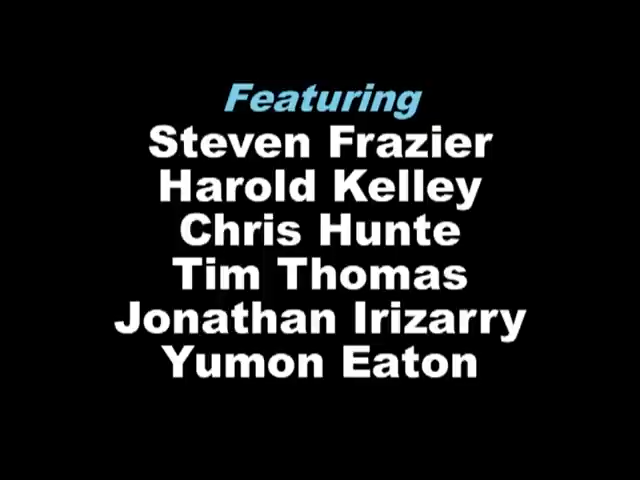 Featuring
Steven Frazier
Harold Kelley
Chris Hunte
Tim Thomas
Jonathan Irizarry
Yumon Eaton